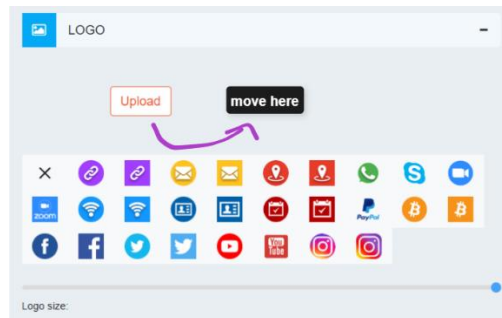 LOGO
Upload
move here
zoom
PayPal
You
Tube
Logo size: